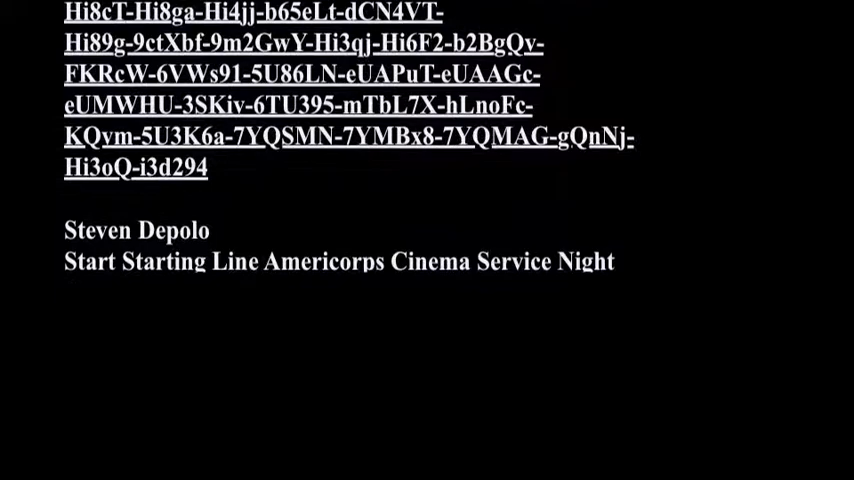 Hi8cT-Hi8ga-Hi4jj-b65eLt-dCN4VT-
Hi89g-9ctXbf-9m2GwY-Hi3qj-Hi6F2-b2BgQv-
FKRcW-6VWs91-5U86LN-eUAPuT-eUAAGc-
eUMWHU-3SKiv-6TU395-mTbL7X-hLnoFc-
KQym-5U3K6a-7YQSMN-7YMBx8-7YQMAG-gQnNj-
Hi3oQ-i3d294
Steven Depolo
Start Starting Line Americorps Cinema Service Night